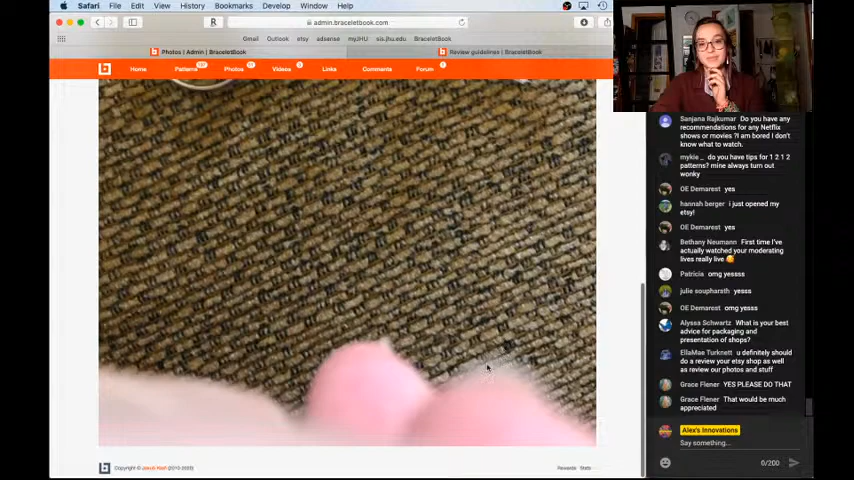 Safari File Edit View History Bookmarks Develop Window Help
admin.braceletbook.com
Gmail Outlook etsy adsense myJHU sis.jhu.edu Bracelet Book
Photos | Admin | BraceletBook Review guidelines | BraceletBook
Home Patterns Photos Videos Links Comments Forum
Sanjana Rajkumar Do you have any
recommendations for any Netflix
shows or movies ?I am bored I don't
know what to watch.
mykie ._ do you have tips for 1 2 1 2
patterns? mine always turn out
wonky
OE Demarest yes
hannah berger i just opened my
etsy!
OE Demarest yes
Bethany Neumann First time I've
actually watched your moderating
lives really live 🥰
Patricia omg yessss
julie soupharath yesss
OE Demarest omg yesss
Alyssa Schwartz What is your best
advice for packaging and
presentation of shops?
EllaMae Turknett u definitely should
do a review your etsy shop as well
as review our photos and stuff
Grace Flener YES PLEASE DO THAT
Grace Flener That would be much
appreciated
Alex's Innovations
Say something...
0/200
Copyright ©
Rewards Stats